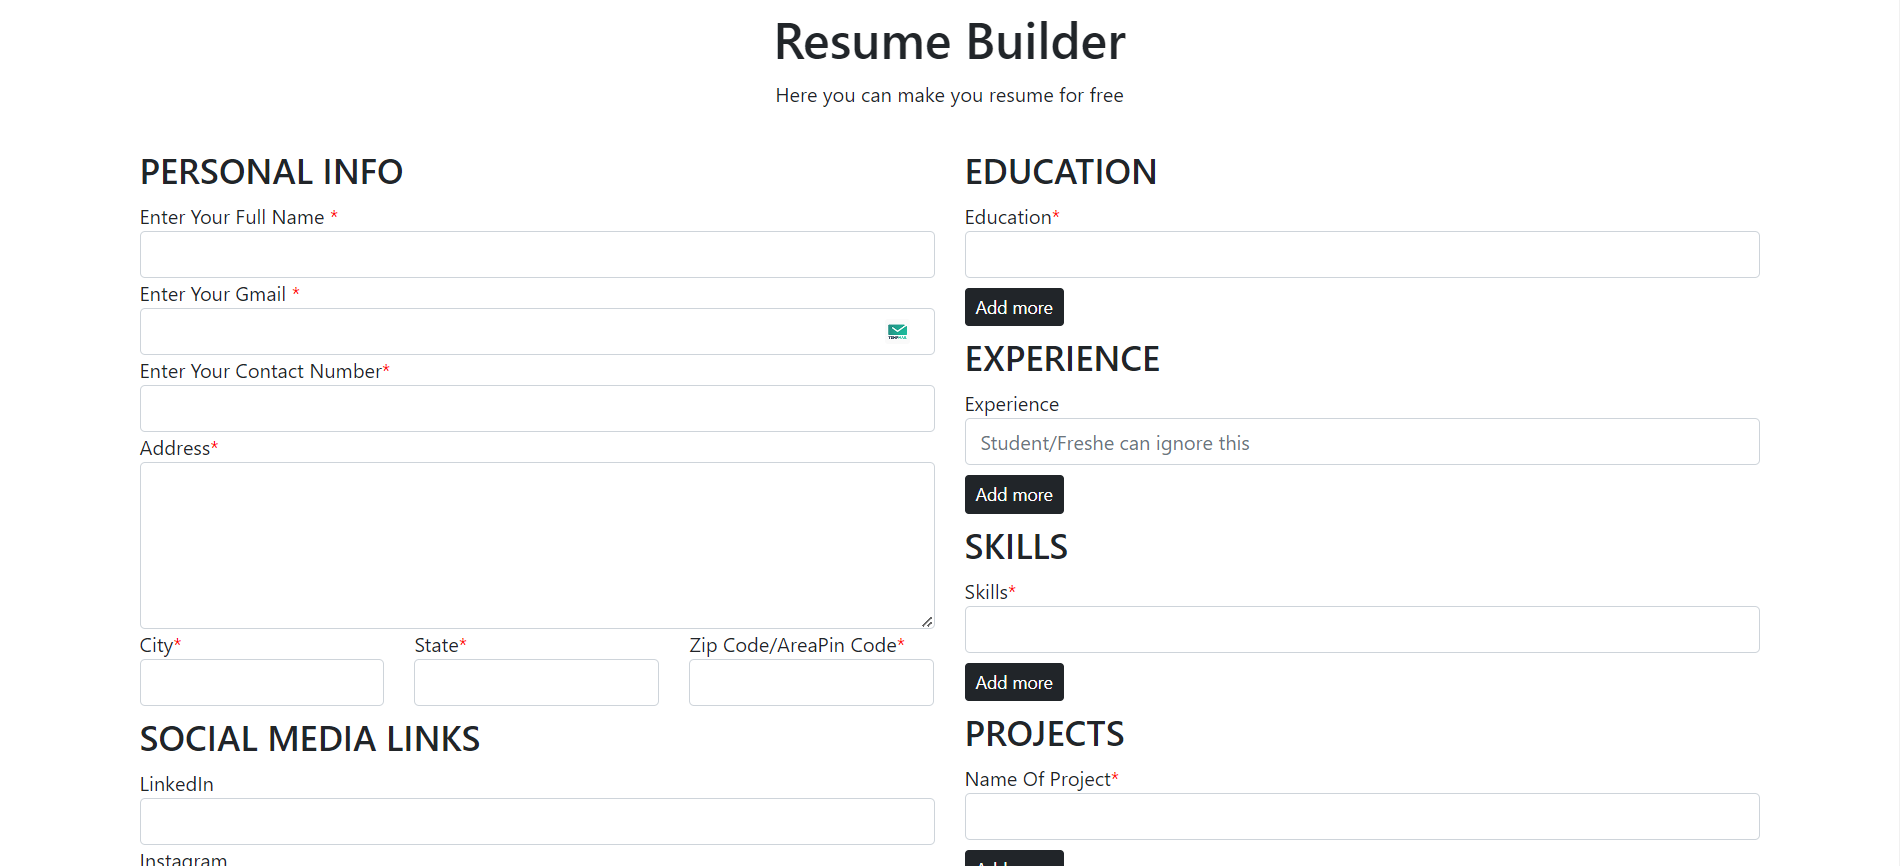 Resume Builder
Here you can make you resume for free
PERSONAL INFO
Enter Your Full Name *
Enter Your Gmail *
Enter Your Contact Number*
Address*
City*
State*
Zip Code/AreaPin Code*
SOCIAL MEDIA LINKS
LinkedIn
Instagram
EDUCATION
Education*
Add more
EXPERIENCE
Experience
Student/Freshe can ignore this
Add more
SKILLS
Skills*
Add more
PROJECTS
Name Of Project*
Add more